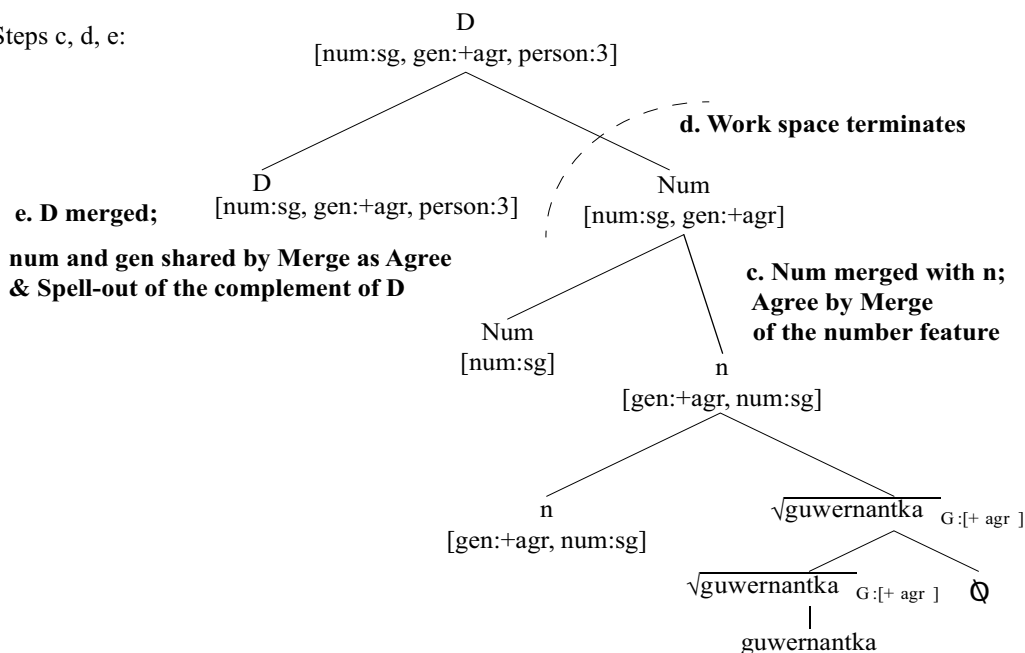 Steps c, d, e:
D
[num:sg, gen:+agr, person:3]
d. Work space terminates
D
[num:sg, gen:+agr, person:3]
Num
[num:sg, gen:+agr]
e. D merged;
num and gen shared by Merge as Agree
& Spell-out of the complement of D
c. Num merged with n;
Agree by Merge
of the number feature
Num
[num:sg]
n
[gen:+agr, num:sg]
n
[gen:+agr, num:sg]
√guwernantka G:[+ agr ]
√guwernantka G:[+ agr ]
Ø
guwernantka